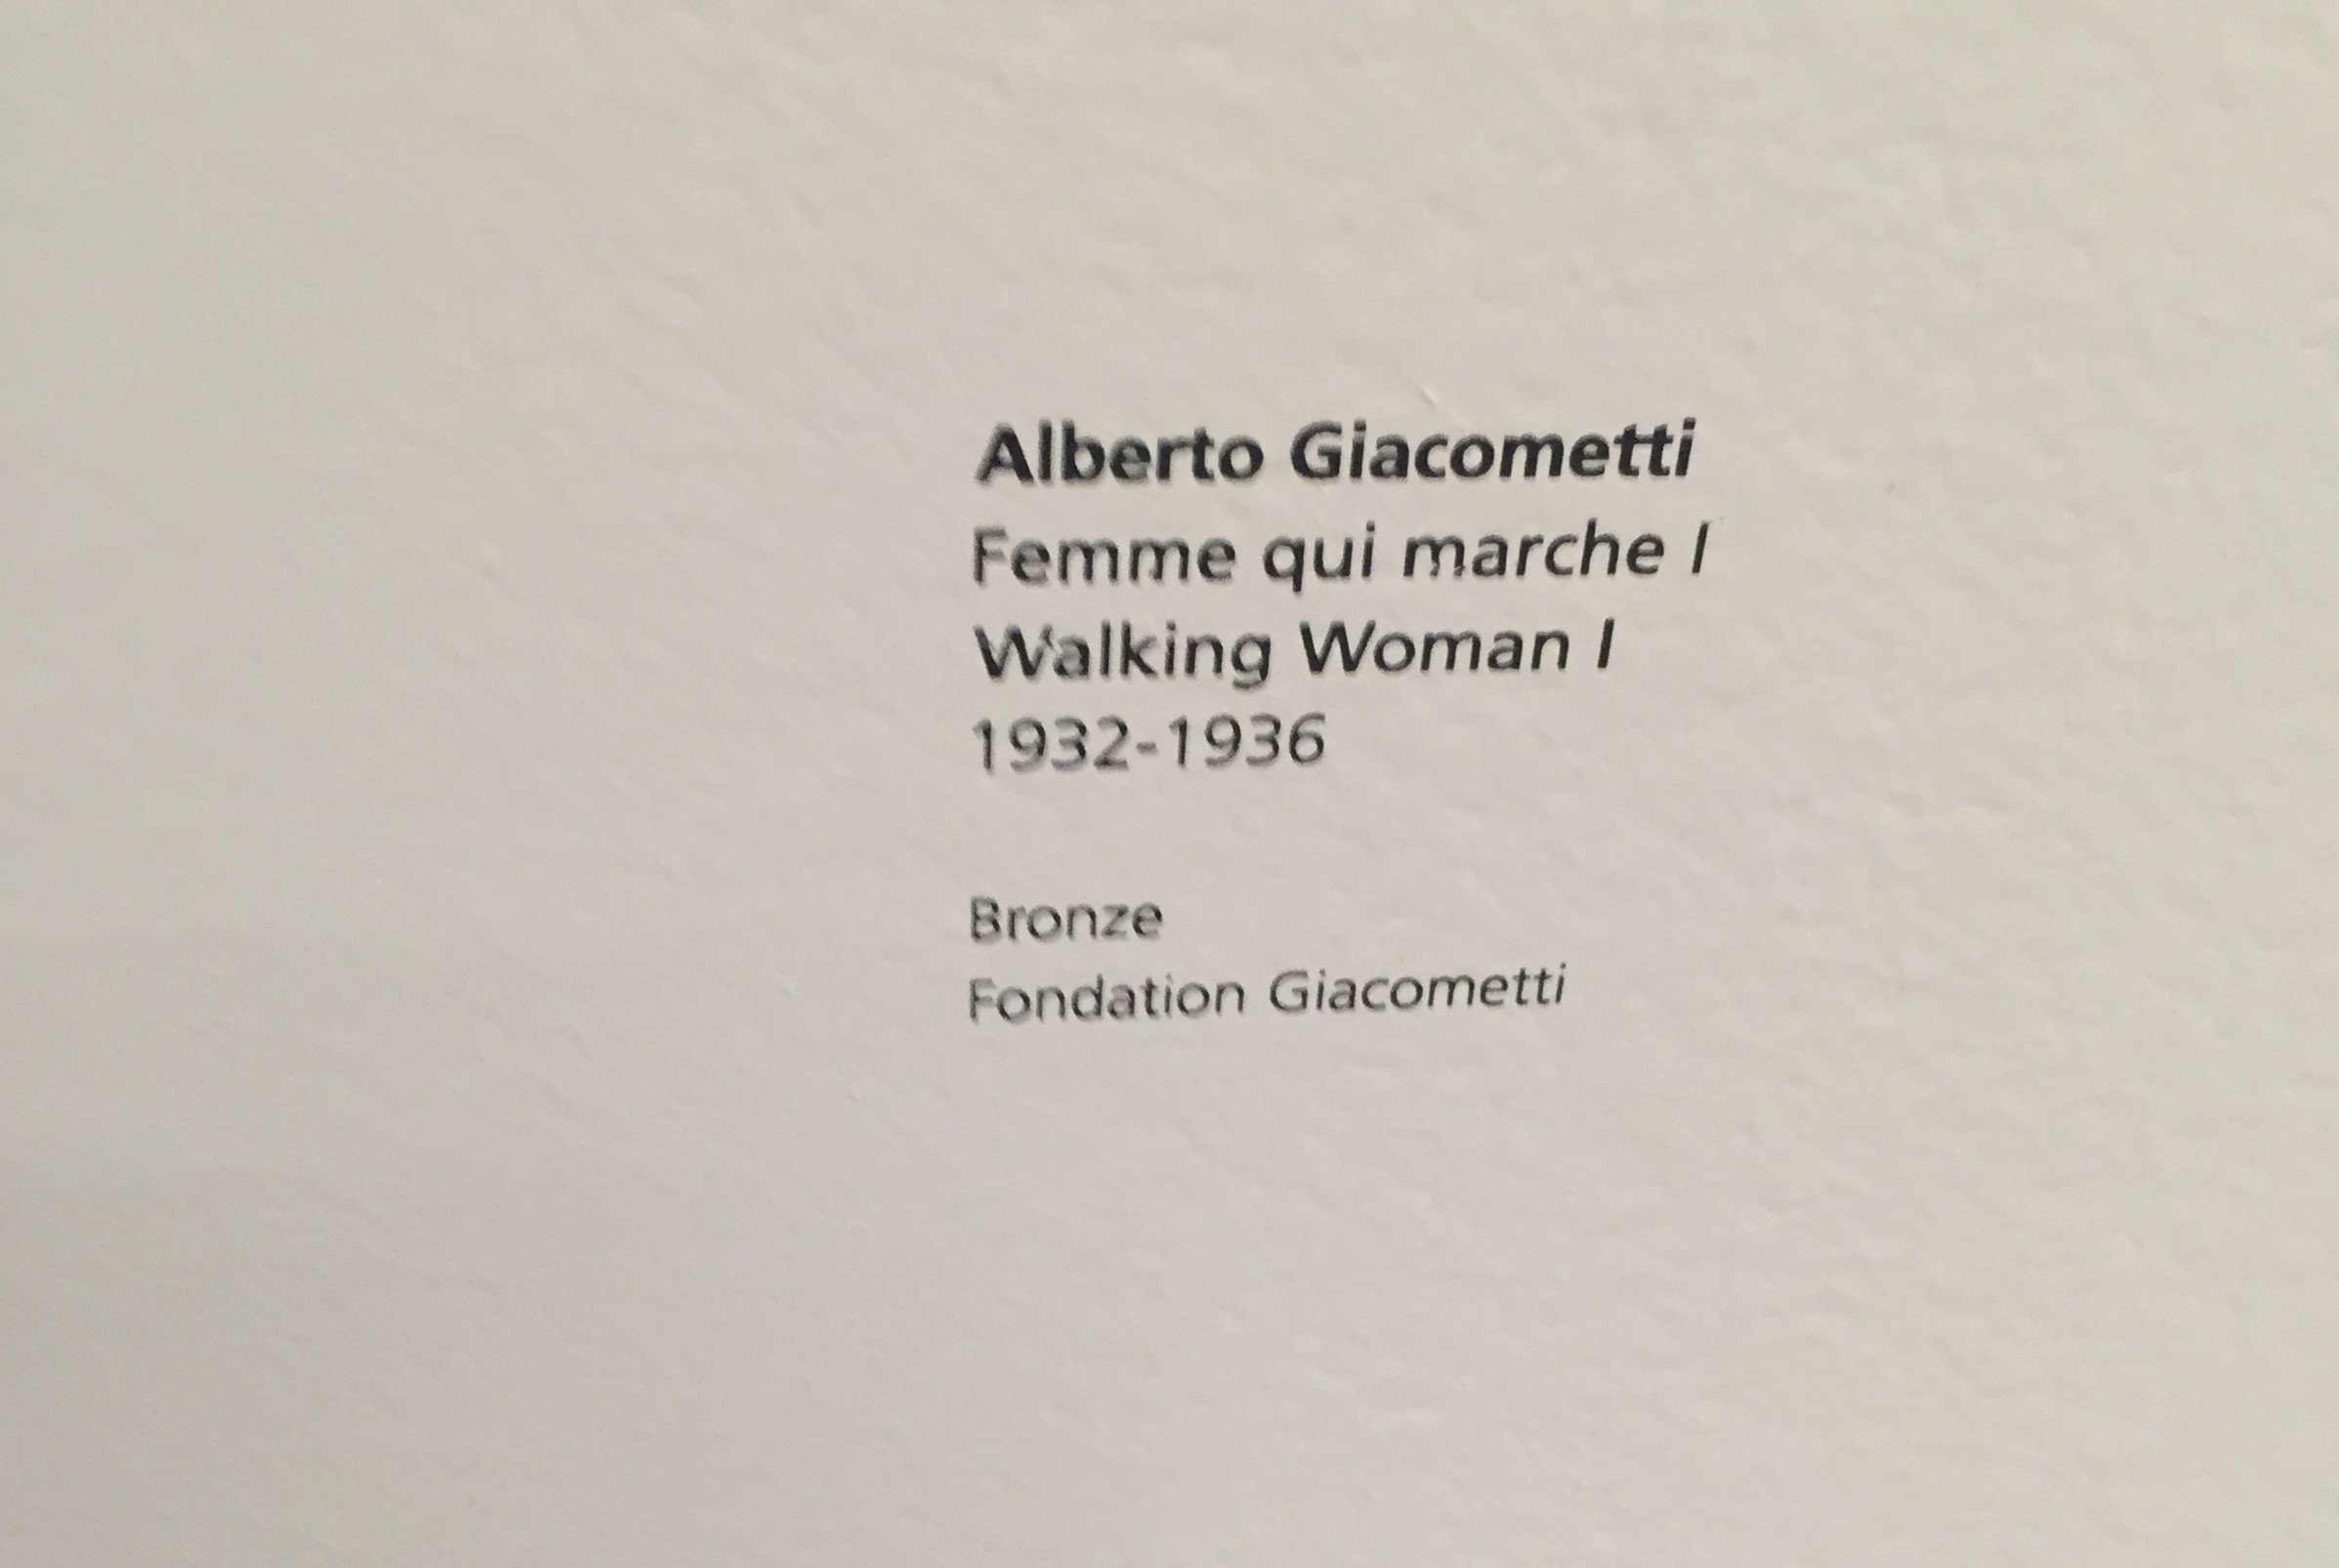 Alberto Giacometti
Femme qui marche I
Walking Woman I
1932-1936
Bronze
Fondation Giacometti